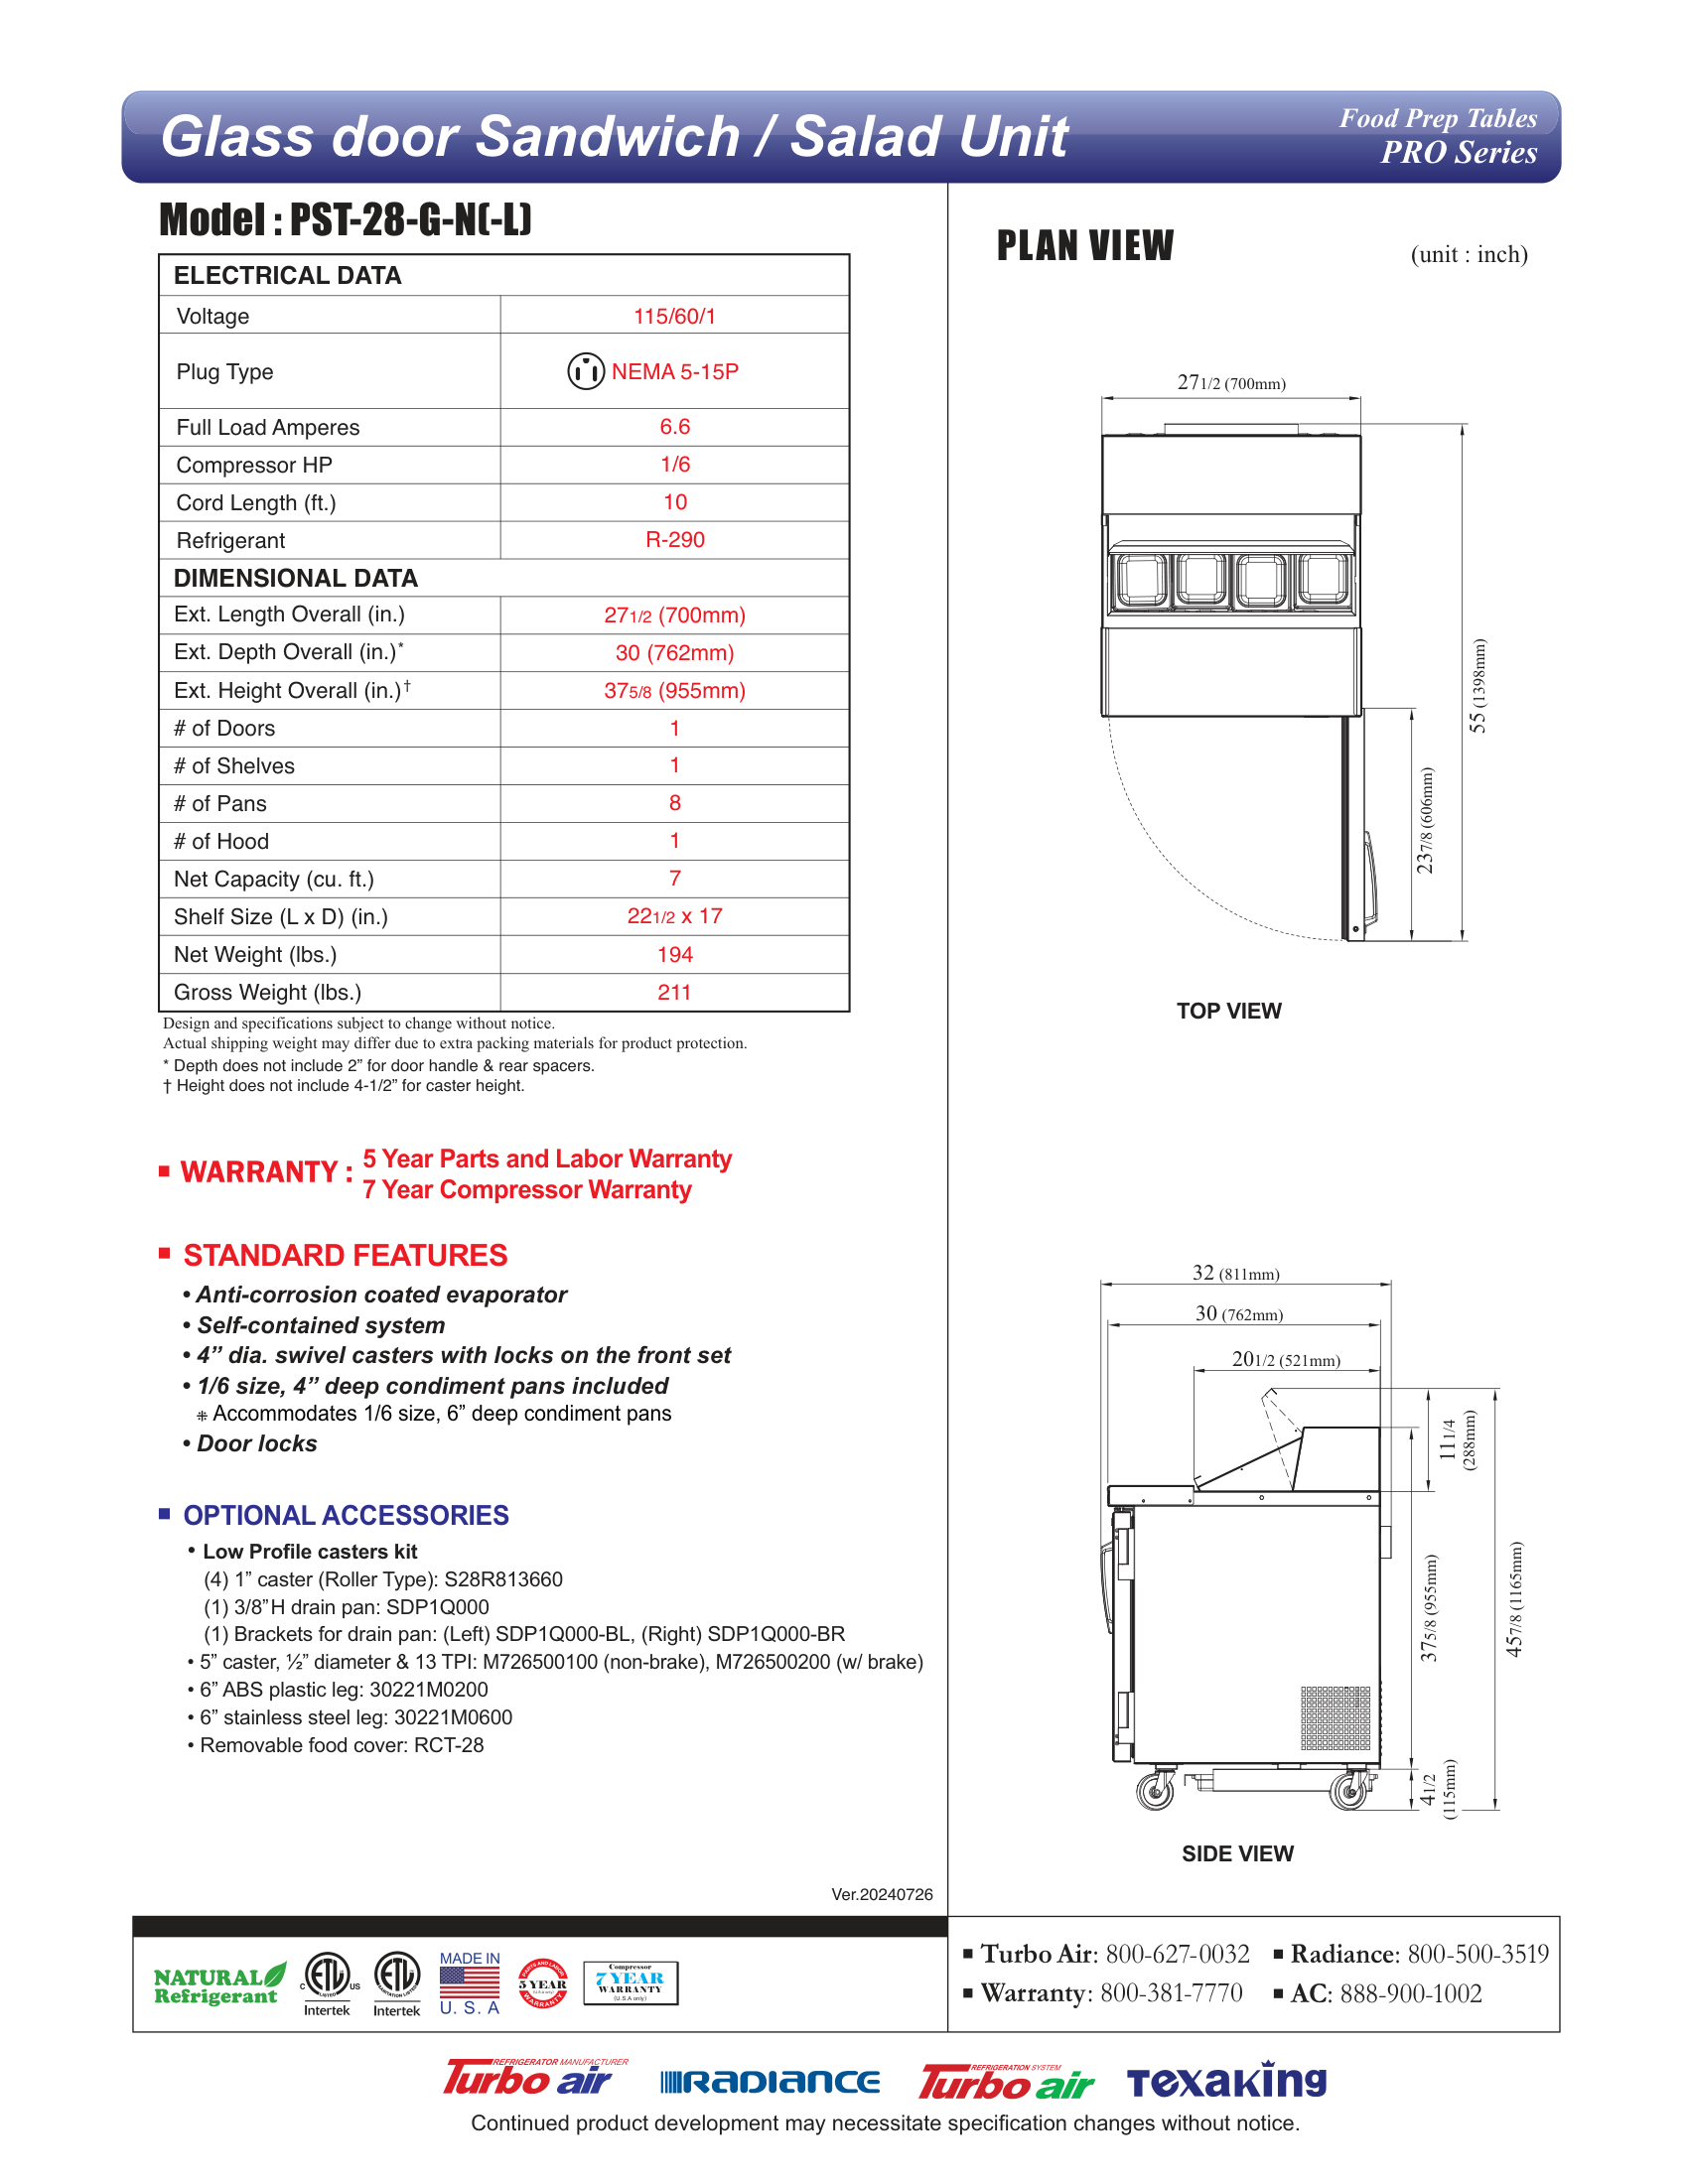 Glass door Sandwich / Salad Unit
Food Prep Tables
PRO Series
Model : PST-28-G-N(-L)
ELECTRICAL DATA
Voltage 115/60/1
Plug Type NEMA 5-15P
Full Load Amperes 6.6
Compressor HP 1/6
Cord Length (ft.) 10
Refrigerant R-290
DIMENSIONAL DATA
Ext. Length Overall (in.) 27 1/2 (700mm)
Ext. Depth Overall (in.)* 30 (762mm)
Ext. Height Overall (in.)† 37 5/8 (955mm)
# of Doors 1
# of Shelves 1
# of Pans 8
# of Hood 1
Net Capacity (cu. ft.) 7
Shelf Size (L x D) (in.) 22 1/2 x 17
Net Weight (lbs.) 194
Gross Weight (lbs.) 211
Design and specifications subject to change without notice.
Actual shipping weight may differ due to extra packing materials for product protection.
* Depth does not include 2” for door handle & rear spacers.
† Height does not include 4-1/2” for caster height.
▪ WARRANTY : 5 Year Parts and Labor Warranty
7 Year Compressor Warranty
▪ STANDARD FEATURES
• Anti-corrosion coated evaporator
• Self-contained system
• 4” dia. swivel casters with locks on the front set
• 1/6 size, 4” deep condiment pans included
⁜ Accommodates 1/6 size, 6” deep condiment pans
• Door locks
▪ OPTIONAL ACCESSORIES
• Low Profile casters kit
(4) 1” caster (Roller Type): S28R813660
(1) 3/8”H drain pan: SDP1Q000
(1) Brackets for drain pan: (Left) SDP1Q000-BL, (Right) SDP1Q000-BR
• 5” caster, ½” diameter & 13 TPI: M726500100 (non-brake), M726500200 (w/ brake)
• 6” ABS plastic leg: 30221M0200
• 6” stainless steel leg: 30221M0600
• Removable food cover: RCT-28
Ver.20240726
PLAN VIEW
(unit : inch)
27 1/2 (700mm)
55 (1398mm)
23 7/8 (606mm)
TOP VIEW
32 (811mm)
30 (762mm)
20 1/2 (521mm)
11 1/4
(288mm)
37 5/8 (955mm)
45 7/8 (1165mm)
4 1/2
(115mm)
SIDE VIEW
NATURAL
Refrigerant
C ETL US
LISTED
Intertek
ETL
SANITATION LISTED
Intertek
MADE IN
U. S. A
PARTS AND LABOR
5 YEAR
(U.S.A only)
WARRANTY
Compressor
7 YEAR
WARRANTY
(U.S.A only)
▪ Turbo Air: 800-627-0032 ▪ Radiance: 800-500-3519
▪ Warranty: 800-381-7770 ▪ AC: 888-900-1002
REFRIGERATOR MANUFACTURER
Turbo air
RADIANCE
REFRIGERATION SYSTEM
Turbo air
Texaking
Continued product development may necessitate specification changes without notice.